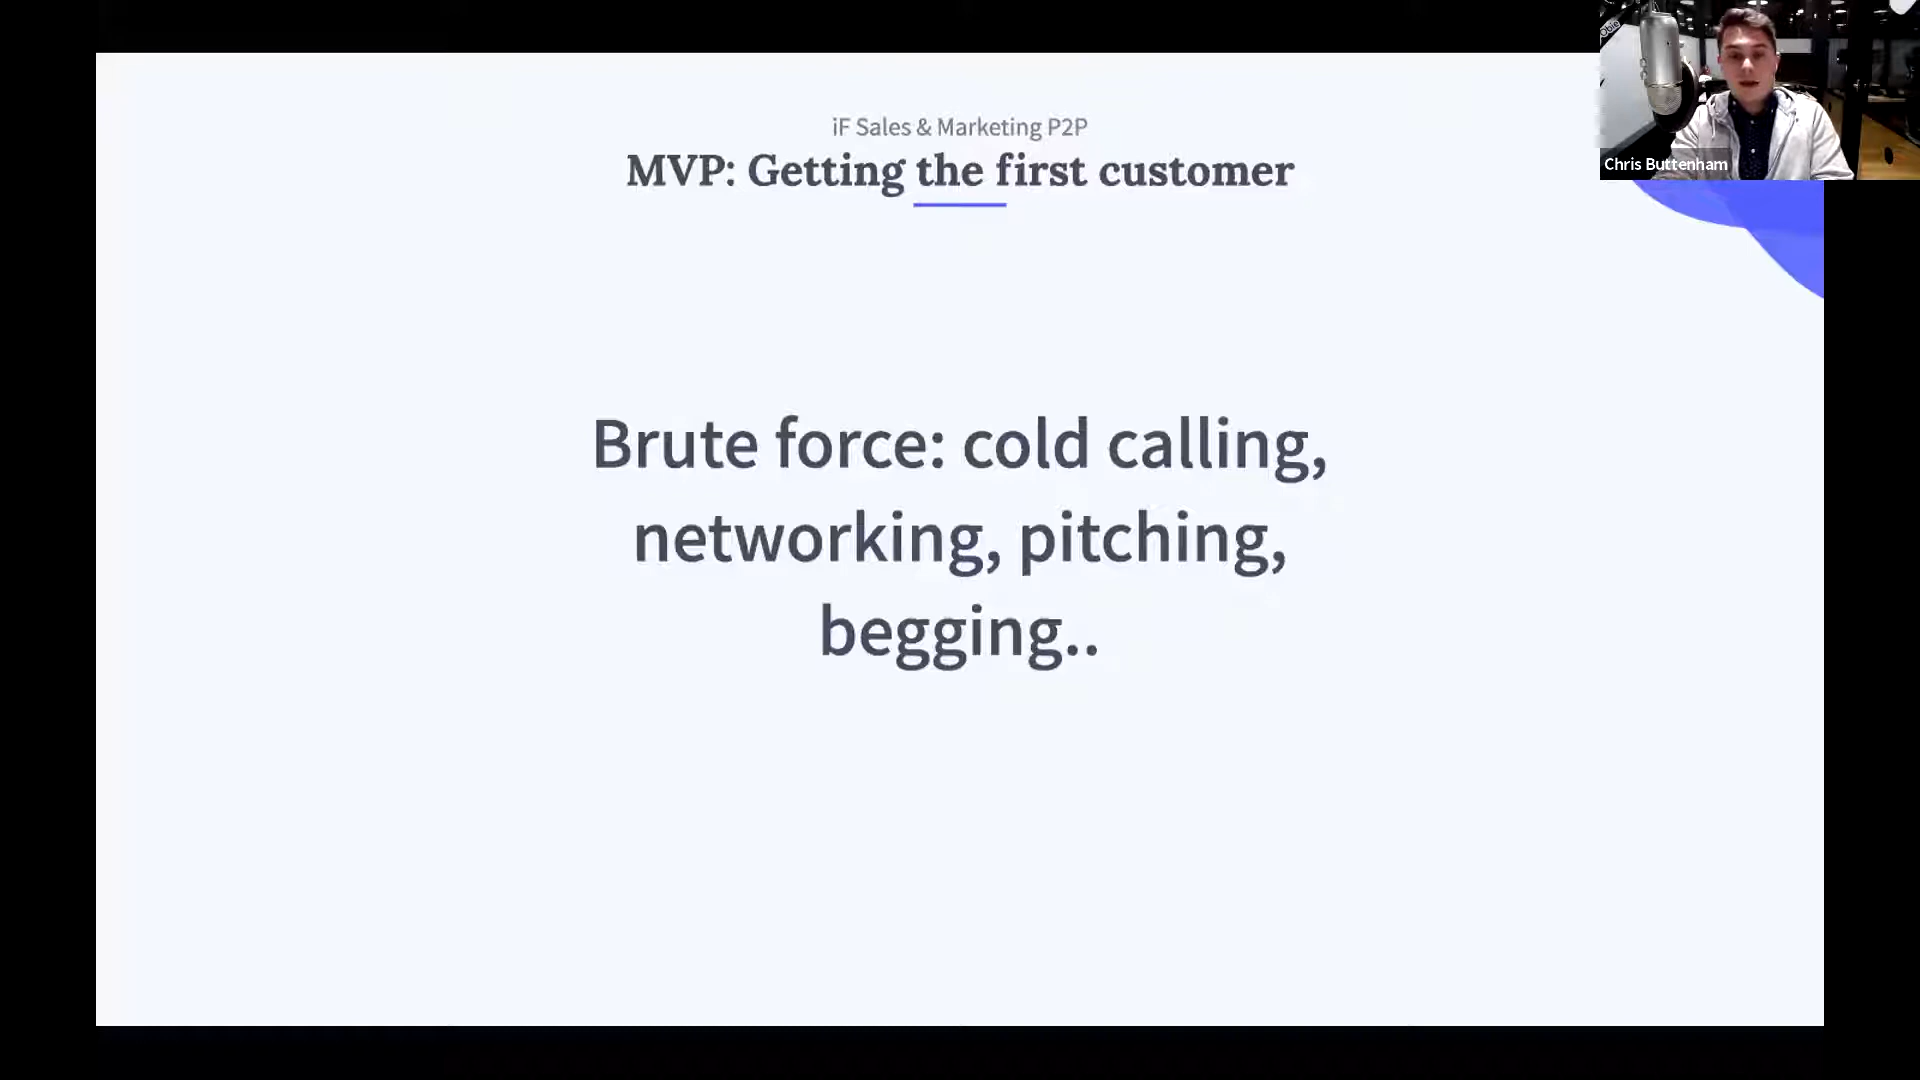 iF Sales & Marketing P2P
MVP: Getting the first customer
Brute force: cold calling,
networking, pitching,
begging..
Chris Buttenham